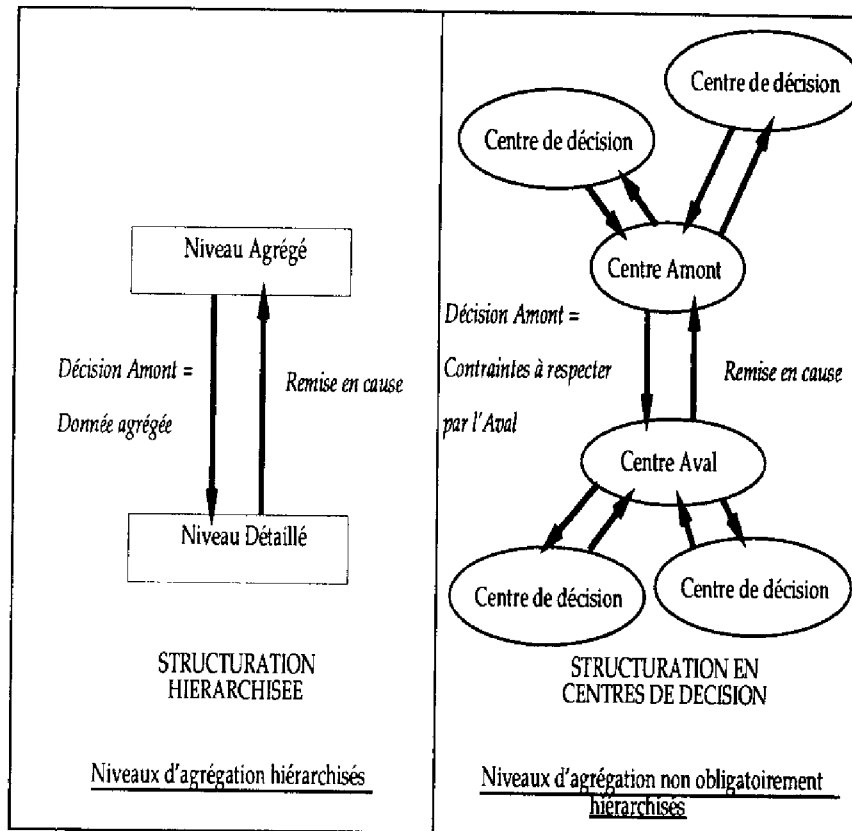 Niveau Agrégé
Décision Amont =
Donnée agrégée
Remise en cause
Niveau Détaillé
STRUCTURATION
HIERARCHISEE
Niveaux d'agrégation hiérarchisés
Centre de décision
Centre de décision
Centre Amont
Décision Amont =
Contraintes à respecter
par l'Aval
Remise en cause
Centre Aval
Centre de décision
Centre de décision
STRUCTURATION EN
CENTRES DE DECISION
Niveaux d'agrégation non obligatoirement
hiérarchisés